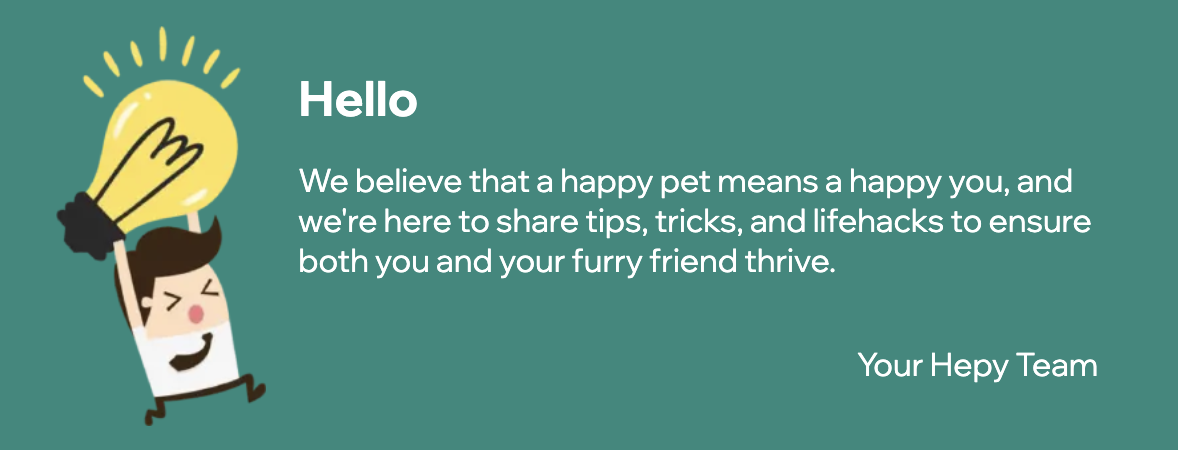 Hello
We believe that a happy pet means a happy you, and
we're here to share tips, tricks, and lifehacks to ensure
both you and your furry friend thrive.
Your Hepy Team